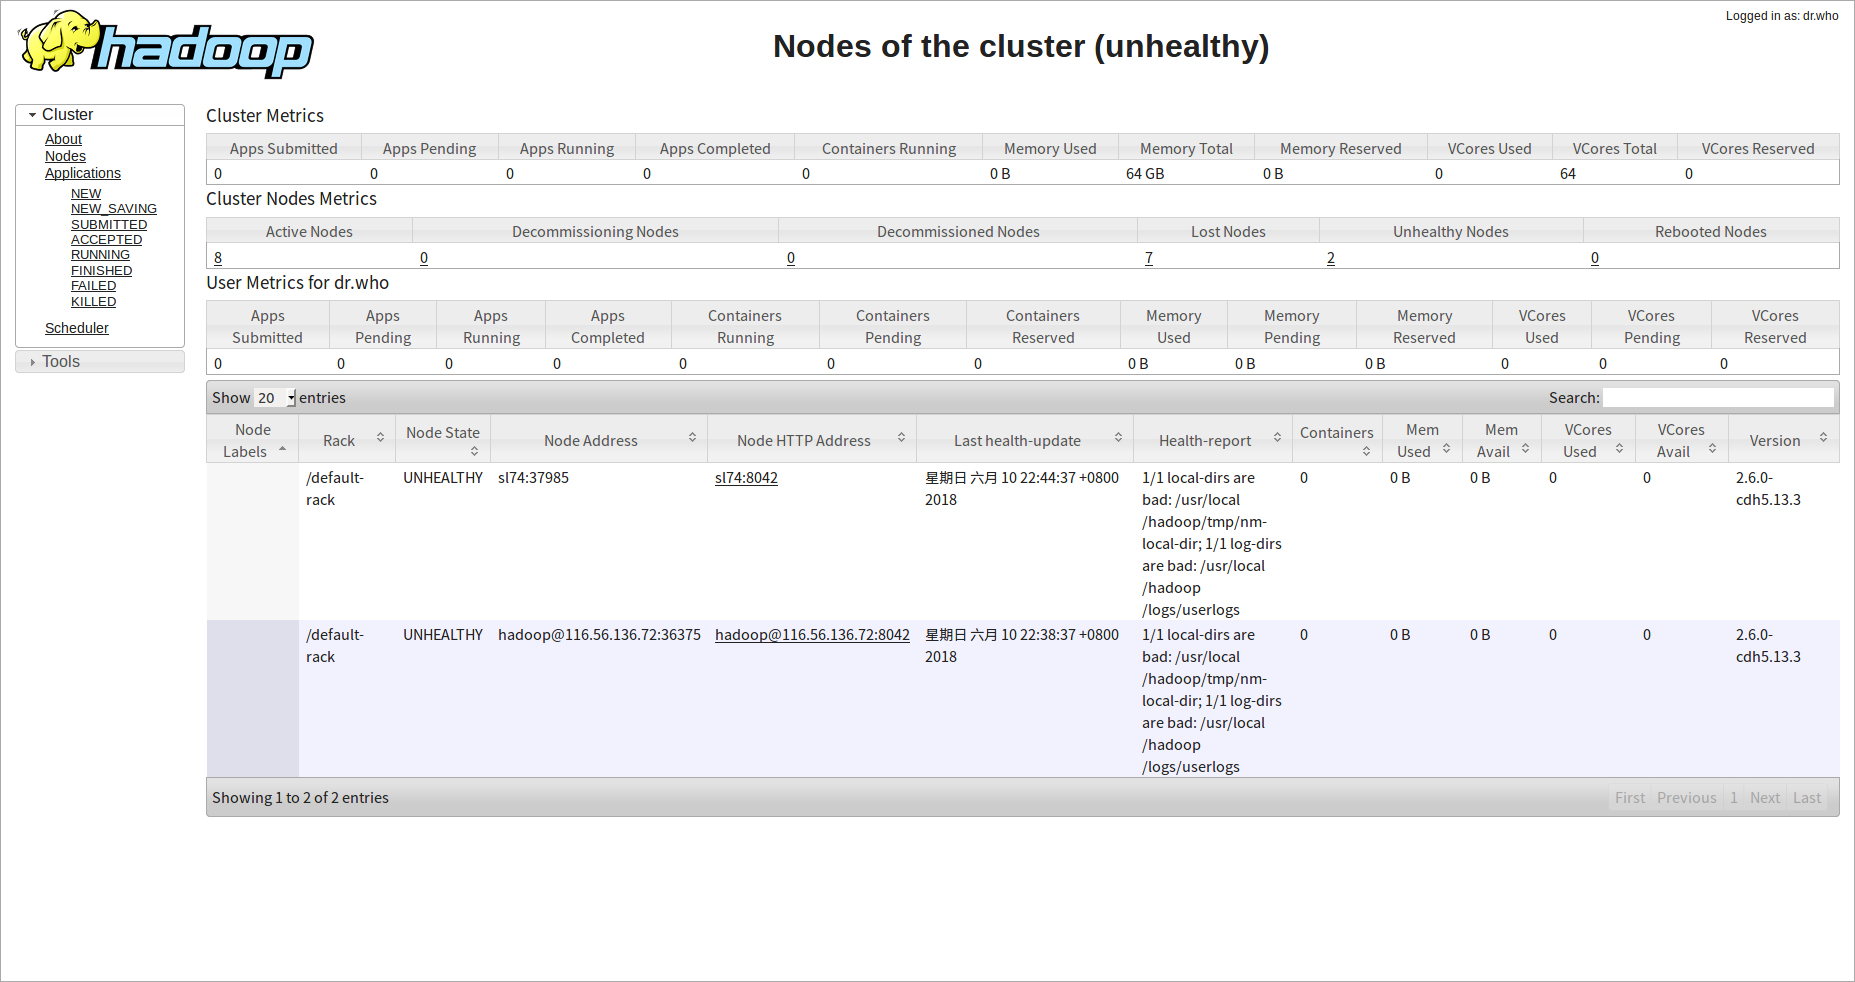 hadoop
Logged in as: dr.who
Nodes of the cluster (unhealthy)
Cluster
About
Nodes
Applications
NEW
NEW_SAVING
SUBMITTED
ACCEPTED
RUNNING
FINISHED
FAILED
KILLED
Scheduler
Tools
Cluster Metrics
Apps Submitted Apps Pending Apps Running Apps Completed Containers Running Memory Used Memory Total Memory Reserved VCores Used VCores Total VCores Reserved
0 0 0 0 0 0 B 64 GB 0 B 0 64 0
Cluster Nodes Metrics
Active Nodes Decommissioning Nodes Decommissioned Nodes Lost Nodes Unhealthy Nodes Rebooted Nodes
8 0 0 7 2 0
User Metrics for dr.who
Apps Apps Apps Apps Containers Containers Containers Memory Memory Memory VCores VCores VCores
Submitted Pending Running Completed Running Pending Reserved Used Pending Reserved Used Pending Reserved
0 0 0 0 0 0 0 0 B 0 B 0 B 0 0 0
Show 20 entries Search:
Node Labels Rack Node State Node Address Node HTTP Address Last health-update Health-report Containers Mem Used Mem Avail VCores Used VCores Avail Version
/default- UNHEALTHY sl74:37985 sl74:8042 星期日 六月 10 22:44:37 +0800 1/1 local-dirs are 0 0 B 0 B 0 0 2.6.0-
rack 2018 bad: /usr/local cdh5.13.3
/hadoop/tmp/nm-
local-dir; 1/1 log-dirs
are bad: /usr/local
/hadoop
/logs/userlogs
/default- UNHEALTHY hadoop@116.56.136.72:36375 hadoop@116.56.136.72:8042 星期日 六月 10 22:38:37 +0800 1/1 local-dirs are 0 0 B 0 B 0 0 2.6.0-
rack 2018 bad: /usr/local cdh5.13.3
/hadoop/tmp/nm-
local-dir; 1/1 log-dirs
are bad: /usr/local
/hadoop
/logs/userlogs
Showing 1 to 2 of 2 entries First Previous 1 Next Last